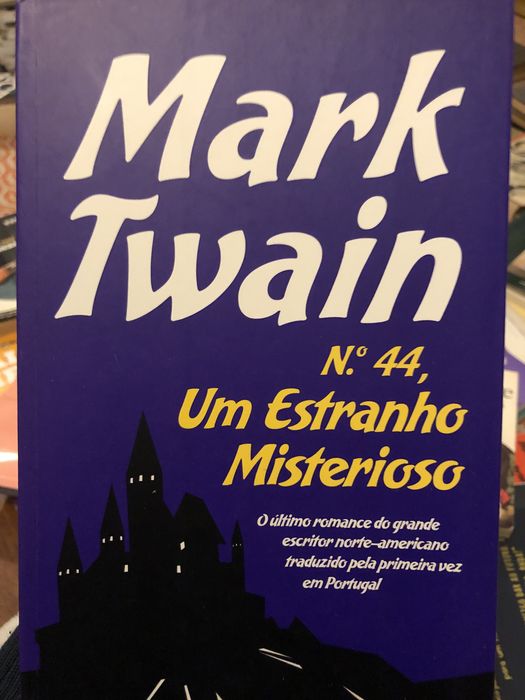 Mark
Twain
N.º 44,
Um Estranho
Misterioso
O último romance do grande
escritor norte-americano
traduzido pela primeira vez
em Portugal